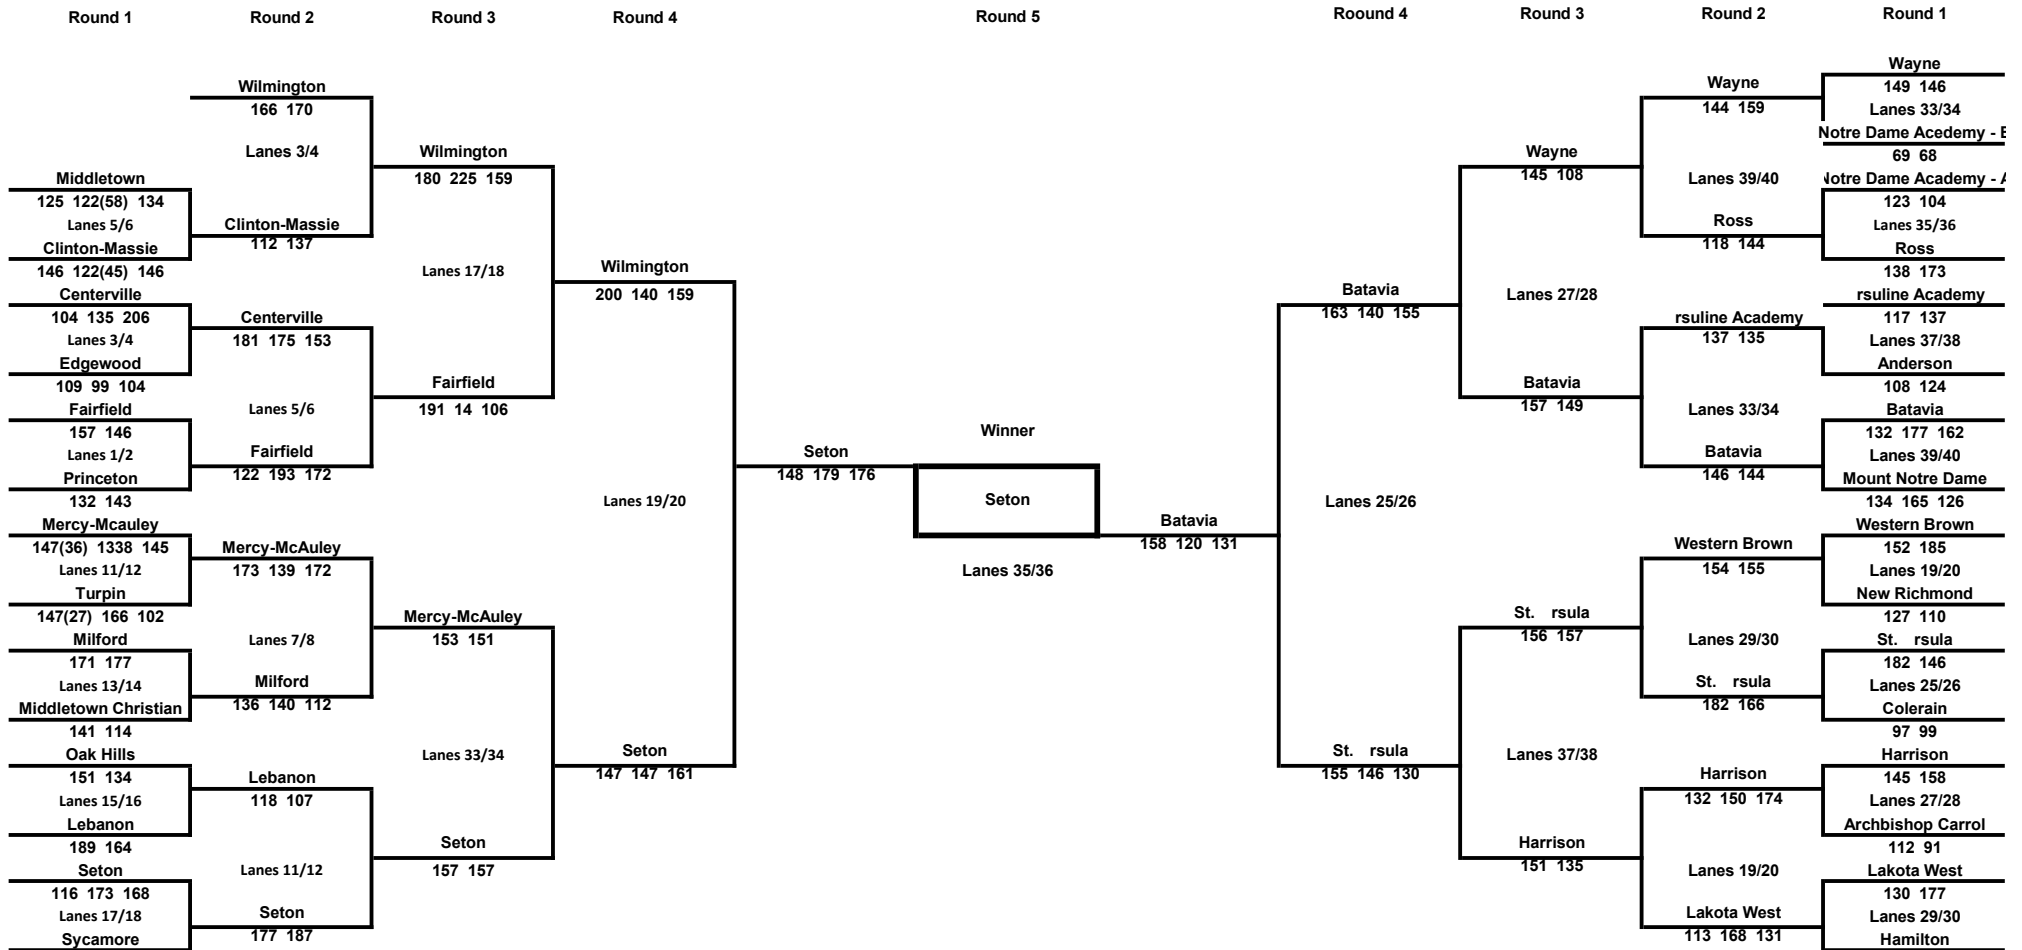 Round 1
Round 2
Round 3
Round 4
Round 5
Roound 4
Round 3
Round 2
Round 1
Wilmington
166 170
Lanes 3/4
Wilmington
180 225 159
Middletown
125 122(58) 134
Lanes 5/6
Clinton-Massie
112 137
Clinton-Massie
146 122(45) 146
Lanes 17/18
Wilmington
200 140 159
Centerville
104 135 206
Lanes 3/4
Centerville
181 175 153
Edgewood
109 99 104
Fairfield
191 14 106
Lanes 5/6
Fairfield
157 146
Lanes 1/2
Fairfield
122 193 172
Princeton
132 143
Lanes 19/20
Seton
148 179 176
Mercy-Mcauley
147(36) 1338 145
Lanes 11/12
Mercy-McAuley
173 139 172
Turpin
147(27) 166 102
Mercy-McAuley
153 151
Lanes 7/8
Milford
171 177
Lanes 13/14
Milford
136 140 112
Middletown Christian
141 114
Lanes 33/34
Seton
147 147 161
Oak Hills
151 134
Lanes 15/16
Lebanon
118 107
Lebanon
189 164
Seton
157 157
Lanes 11/12
Seton
116 173 168
Lanes 17/18
Seton
177 187
Sycamore
Winner
Seton
Lanes 35/36
Batavia
158 120 131
Wayne
149 146
Lanes 33/34
Wayne
144 159
Notre Dame Acedemy - E
69 68
Wayne
145 108
Lanes 39/40
Notre Dame Academy - A
123 104
Lanes 35/36
Ross
118 144
Ross
138 173
Batavia
163 140 155
Lanes 27/28
rsuline Academy
117 137
Lanes 37/38
rsuline Academy
137 135
Anderson
108 124
Batavia
157 149
Lanes 33/34
Batavia
132 177 162
Lanes 39/40
Batavia
146 144
Mount Notre Dame
134 165 126
Lanes 25/26
Western Brown
152 185
Lanes 19/20
Western Brown
154 155
New Richmond
127 110
St. rsula
156 157
Lanes 29/30
St. rsula
182 146
Lanes 25/26
St. rsula
182 166
Colerain
97 99
St. rsula
155 146 130
Lanes 37/38
Harrison
145 158
Lanes 27/28
Harrison
132 150 174
Archbishop Carrol
112 91
Harrison
151 135
Lanes 19/20
Lakota West
130 177
Lanes 29/30
Lakota West
113 168 131
Hamilton